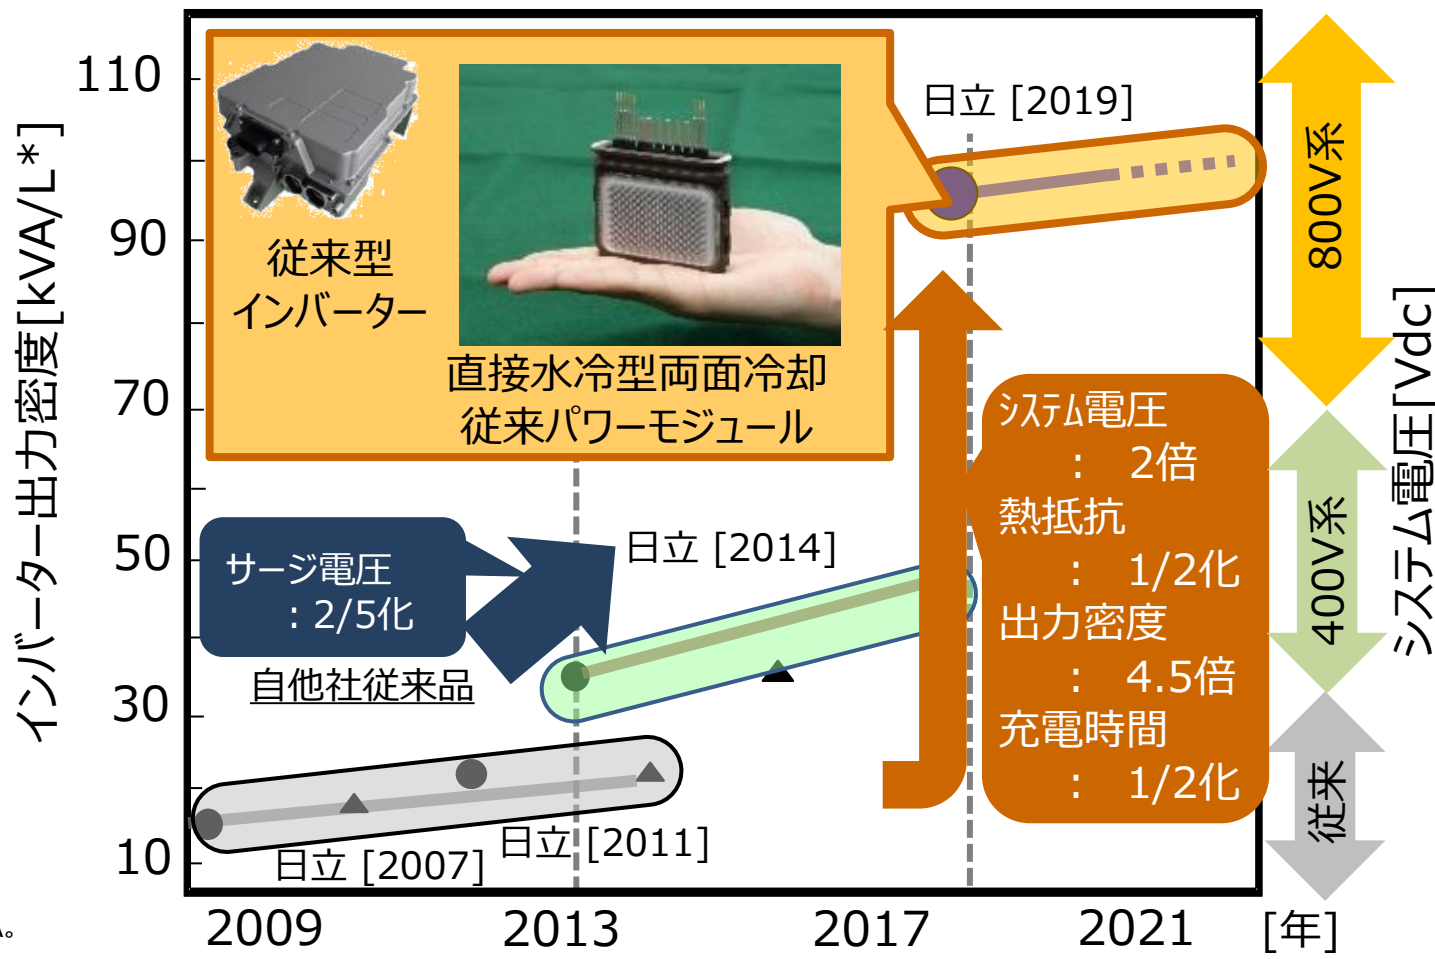 インバーター出力密度[kVA/L*]
110
90
70
50
30
10
従来型
インバーター
直接水冷型両面冷却
従来パワーモジュール
日立 [2019]
サージ電圧
：2/5化
日立 [2014]
自他社従来品
日立 [2007]
日立 [2011]
システム電圧
： 2倍
熱抵抗
： 1/2化
出力密度
： 4.5倍
充電時間
： 1/2化
800V系
400V系
従来
システム電圧[Vdc]
2009
2013
2017
2021
[年]